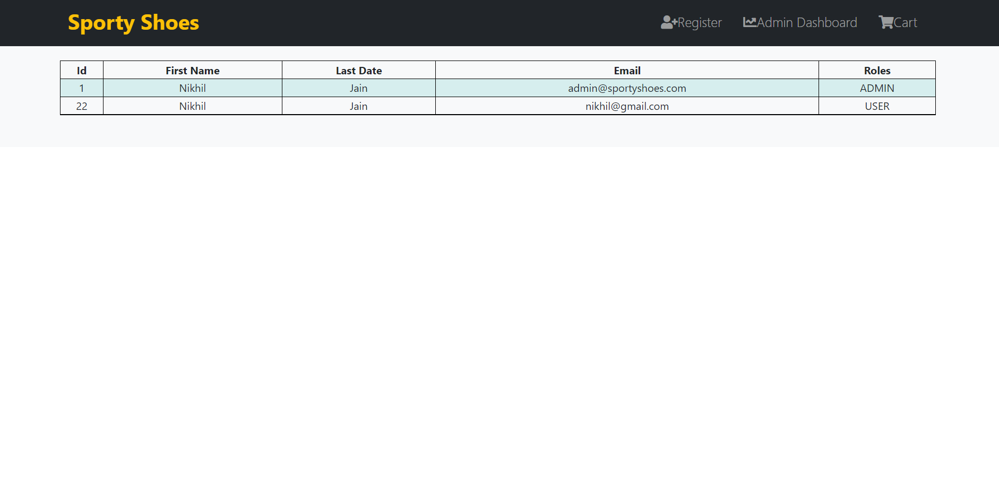 Sporty Shoes Register Admin Dashboard Cart
Id First Name Last Date Email Roles
1 Nikhil Jain admin@sportyshoes.com ADMIN
22 Nikhil Jain nikhil@gmail.com USER